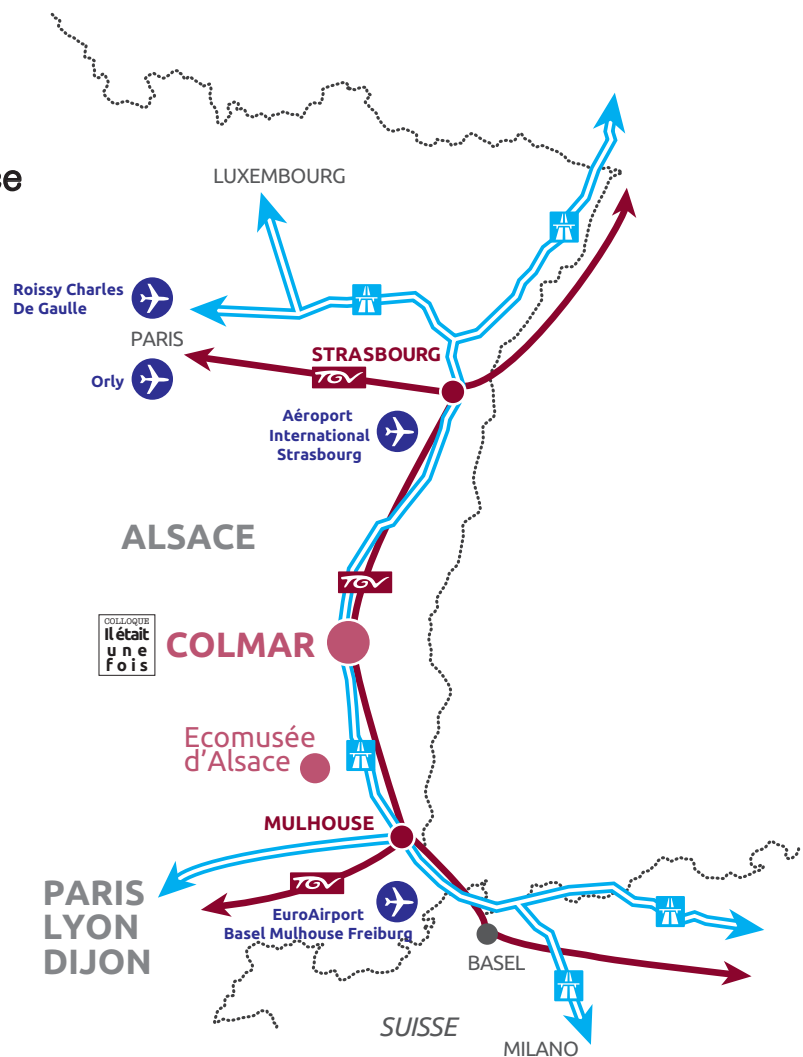 ce
LUXEMBOURG
Roissy Charles
De Gaulle
PARIS
STRASBOURG
TGV
Orly
Aéroport
International
Strasbourg
ALSACE
TGV
COLLOQUE
Il était
une
fois
COLMAR
Ecomusée
d'Alsace
MULHOUSE
TGV
PARIS
LYON
DIJON
EuroAirport
Basel Mulhouse Freiburg
BASEL
SUISSE
MILANO